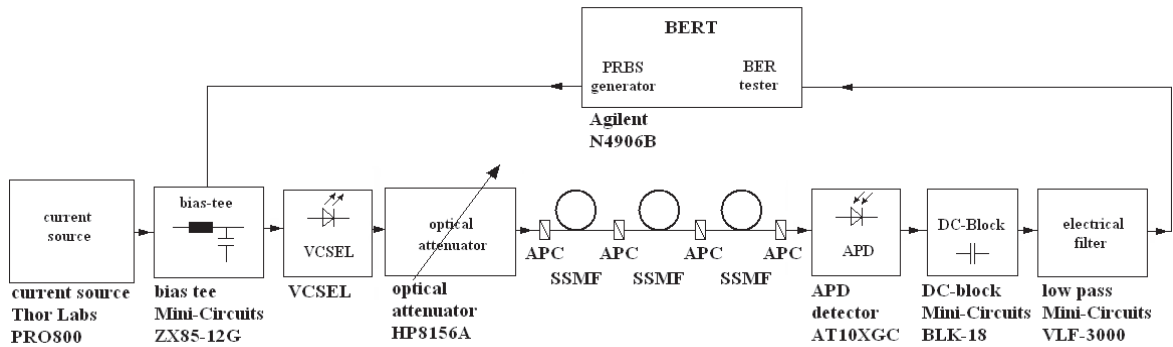 BERT
PRBS
generator
BER
tester
Agilent
N4906B
current
source
bias-tee
VCSEL
optical
attenuator
APC
APC
APC
APC
SSMF
SSMF
SSMF
APD
DC-Block
electrical
filter
current source
Thor Labs
PRO800
bias tee
Mini-Circuits
ZX85-12G
VCSEL
optical
attenuator
HP8156A
APD
detector
AT10XGC
DC-block
Mini-Circuits
BLK-18
low pass
Mini-Circuits
VLF-3000